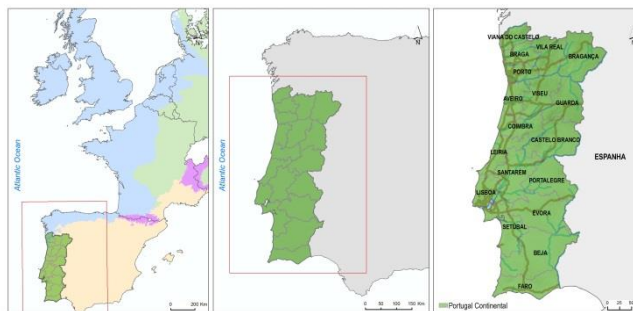 Atlantic Ocean
N
200 Km
Atlantic Ocean
N
0 50 100 150 Km
N
VIANA DO CASTELO
VILA REAL
BRAGA
BRAGANÇA
PORTO
VISEU
AVEIRO
GUARDA
COIMBRA
CASTELO BRANCO
LEIRIA
ESPANHA
SANTARÉM
PORTALEGRE
LISBOA
ÉVORA
SETÚBAL
BEJA
FARO
Portugal Continental